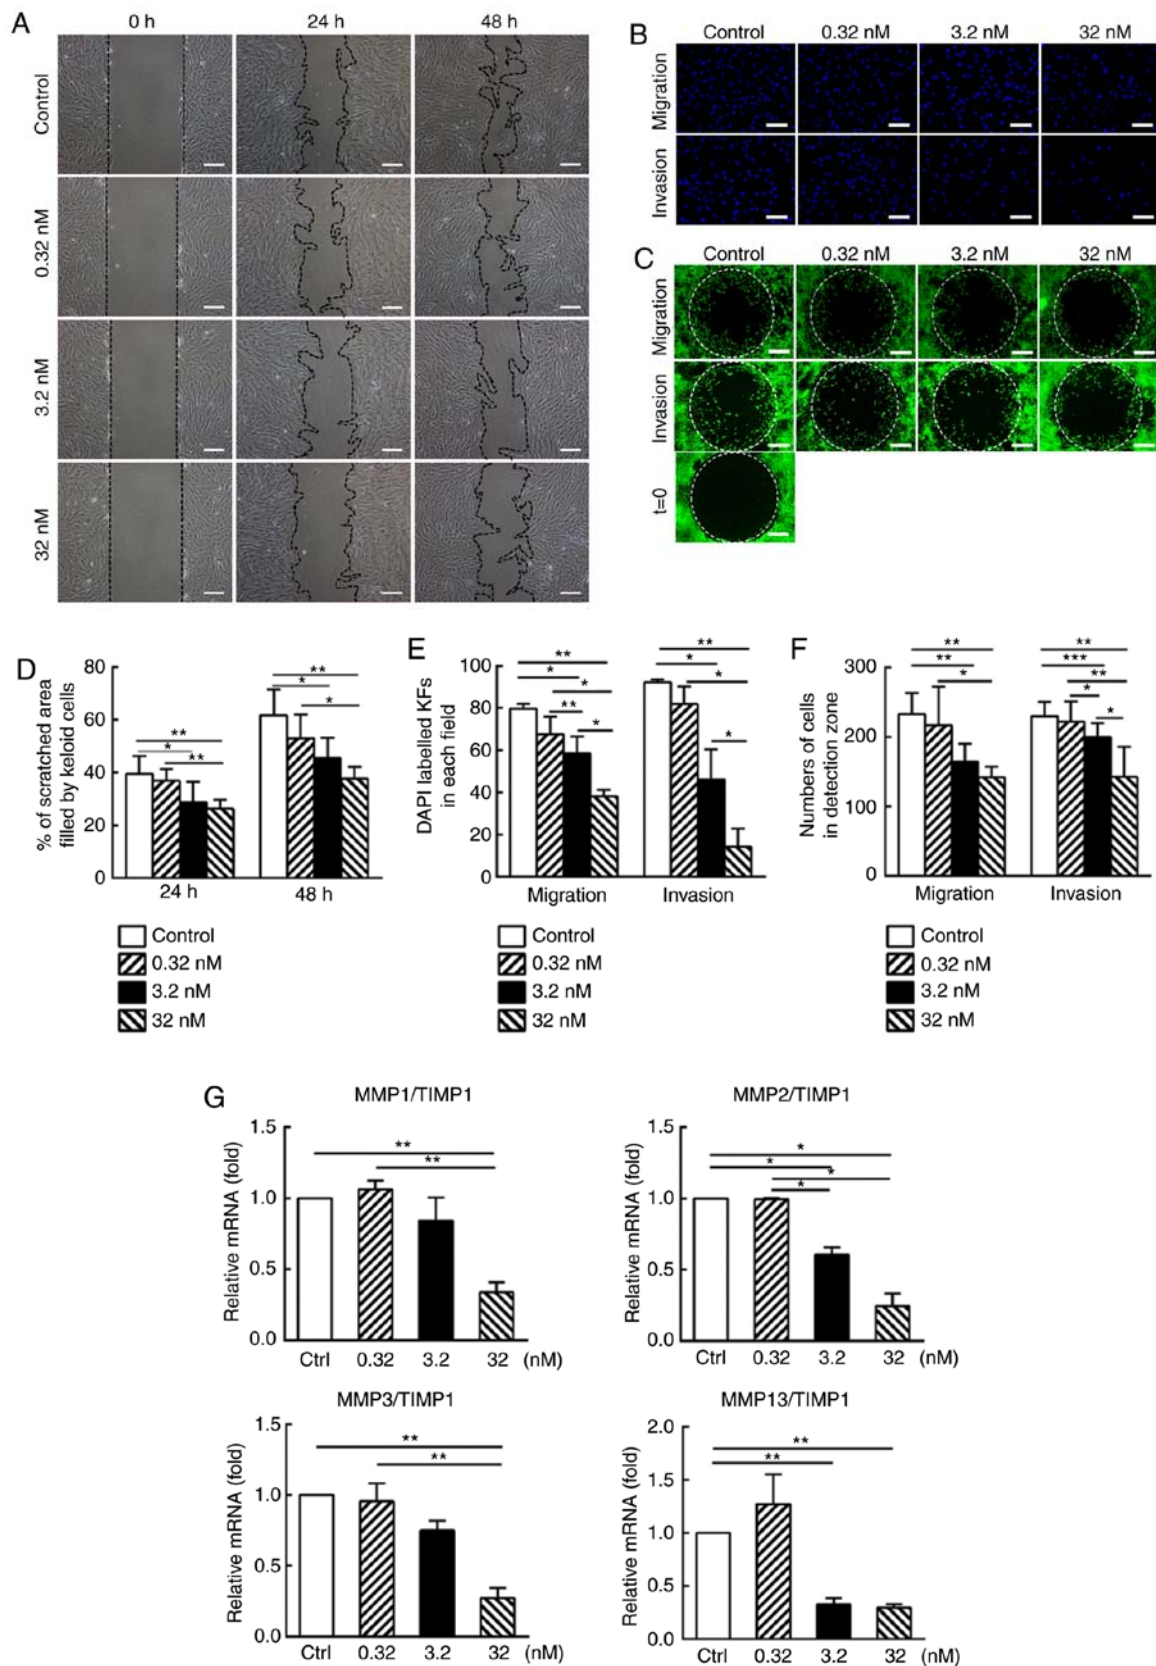 A
0 h
24 h
48 h
Control
0.32 nM
3.2 nM
32 nM
B
Control
0.32 nM
3.2 nM
32 nM
Migration
Invasion
C
Control
0.32 nM
3.2 nM
32 nM
Migration
Invasion
t=0
D
% of scratched area
filled by keloid cells
80
60
40
20
0
**
*
**
**
*
*
24 h
48 h
Control
0.32 nM
3.2 nM
32 nM
E
DAPI labelled KFs
in each field
100
80
60
40
20
0
**
*
*
**
*
**
*
*
*
Migration
Invasion
Control
0.32 nM
3.2 nM
32 nM
F
Numbers of cells
in detection zone
300
200
100
0
**
**
*
**
***
**
*
*
Migration
Invasion
Control
0.32 nM
3.2 nM
32 nM
G
MMP1/TIMP1
Relative mRNA (fold)
1.5
1.0
0.5
0.0
**
**
Ctrl 0.32 3.2 32 (nM)
MMP2/TIMP1
Relative mRNA (fold)
1.5
1.0
0.5
0.0
*
*
*
*
Ctrl 0.32 3.2 32 (nM)
MMP3/TIMP1
Relative mRNA (fold)
1.5
1.0
0.5
0.0
**
**
Ctrl 0.32 3.2 32 (nM)
MMP13/TIMP1
Relative mRNA (fold)
2.0
1.5
1.0
0.5
0.0
**
**
Ctrl 0.32 3.2 32 (nM)